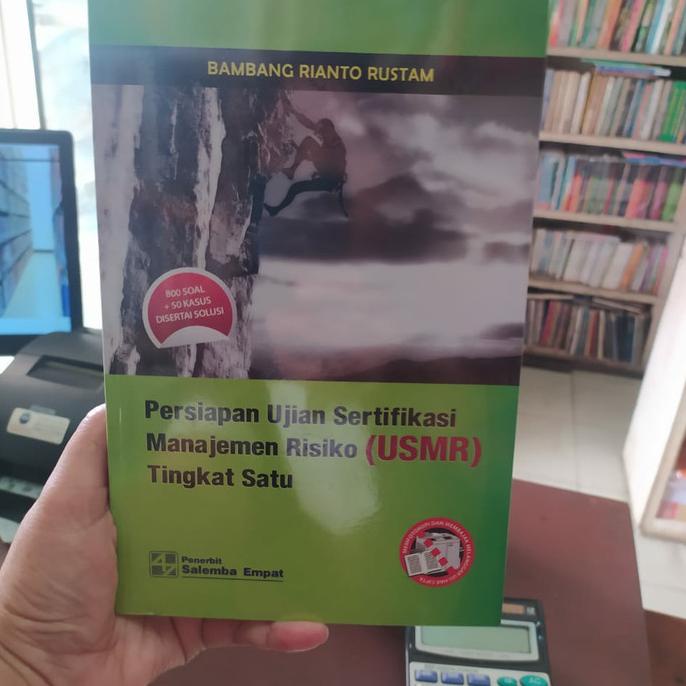 BAMBANG RIANTO RUSTAM
800 SOAL
+ 50 KASUS
DISERTAI SOLUSI
Persiapan Ujian Sertifikasi
Manajemen Risiko (USMR)
Tingkat Satu
Penerbit
Salemba Empat
AC